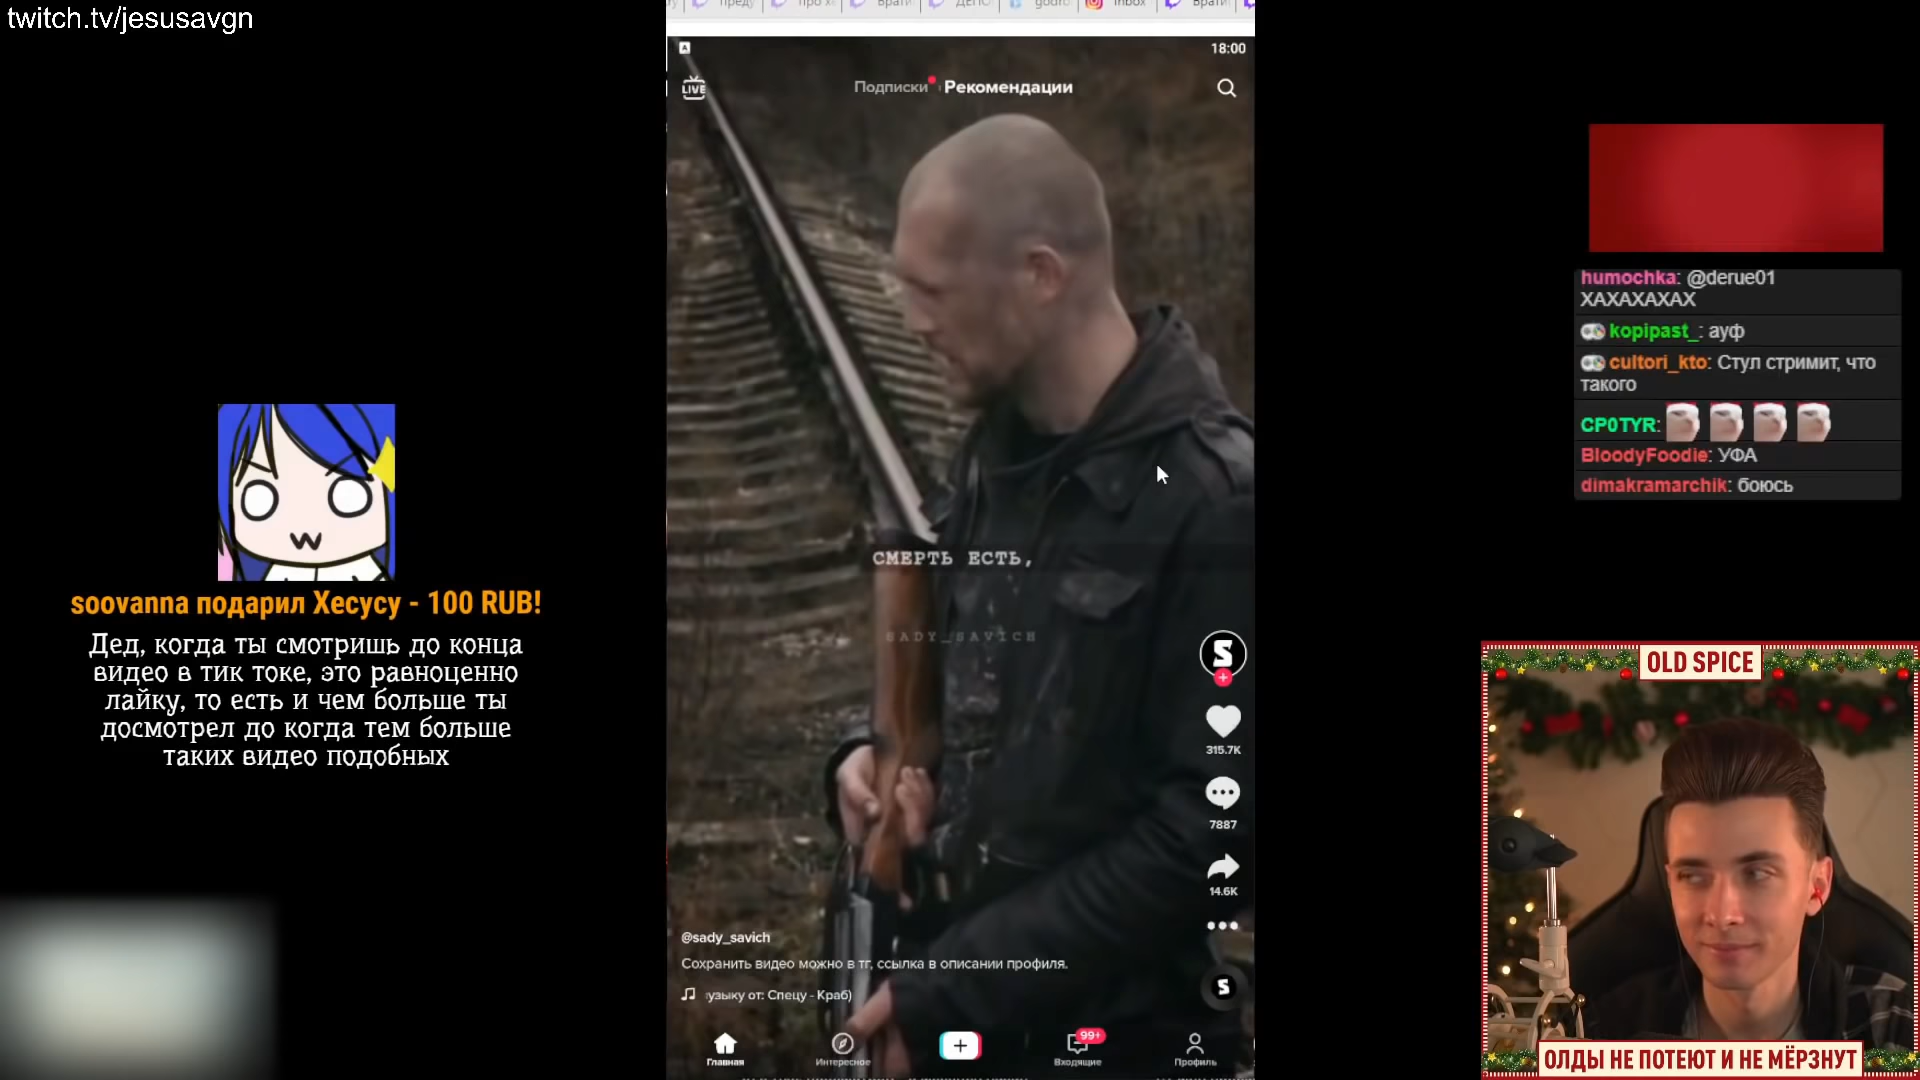 twitch.tv/jesusavgn
18:00
LIVE
Подписки
Рекомендации
СМЕРТЬ ЕСТЬ,
SADY_SAVICH
315.7K
7887
14.6K
@sady_savich
Сохранить видео можно в тг, ссылка в описании профиля.
от: Спецу - Краб)
Главная
Интересное
99+
Входящие
Профиль
soovanna подарил Хесусу - 100 RUB!
Дед, когда ты смотришь до конца
видео в тик токе, это равноценно
лайку, то есть и чем больше ты
досмотрел до когда тем больше
таких видео подобных
humochka: @derue01
ХАХАХАХАХ
kopipast_: ауф
cultori_kto: Стул стримит, что
такого
CP0TYR:
BloodyFoodie: УФА
dimakramarchik: боюсь
OLD SPICE
ОЛДЫ НЕ ПОТЕЮТ И НЕ МЁРЗНУТ